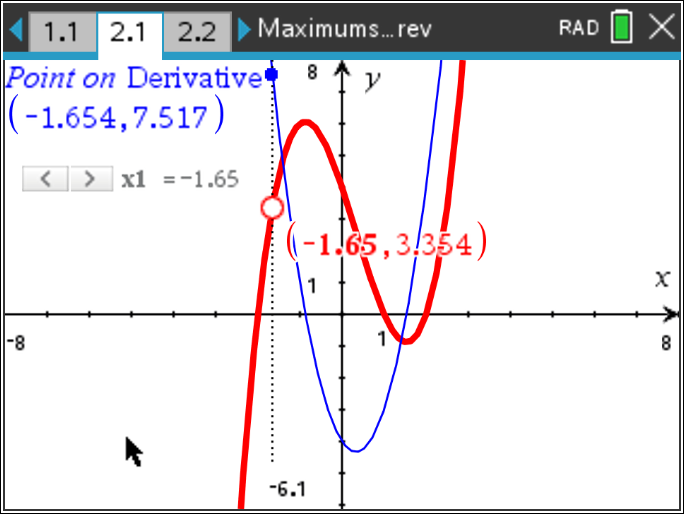 1.1 2.1 2.2 Maximums...rev RAD
Point on Derivative
(-1.654,7.517)
8 y
x1 =-1.65
(-1.65,3.354)
1
x
-8 1 8
-6.1